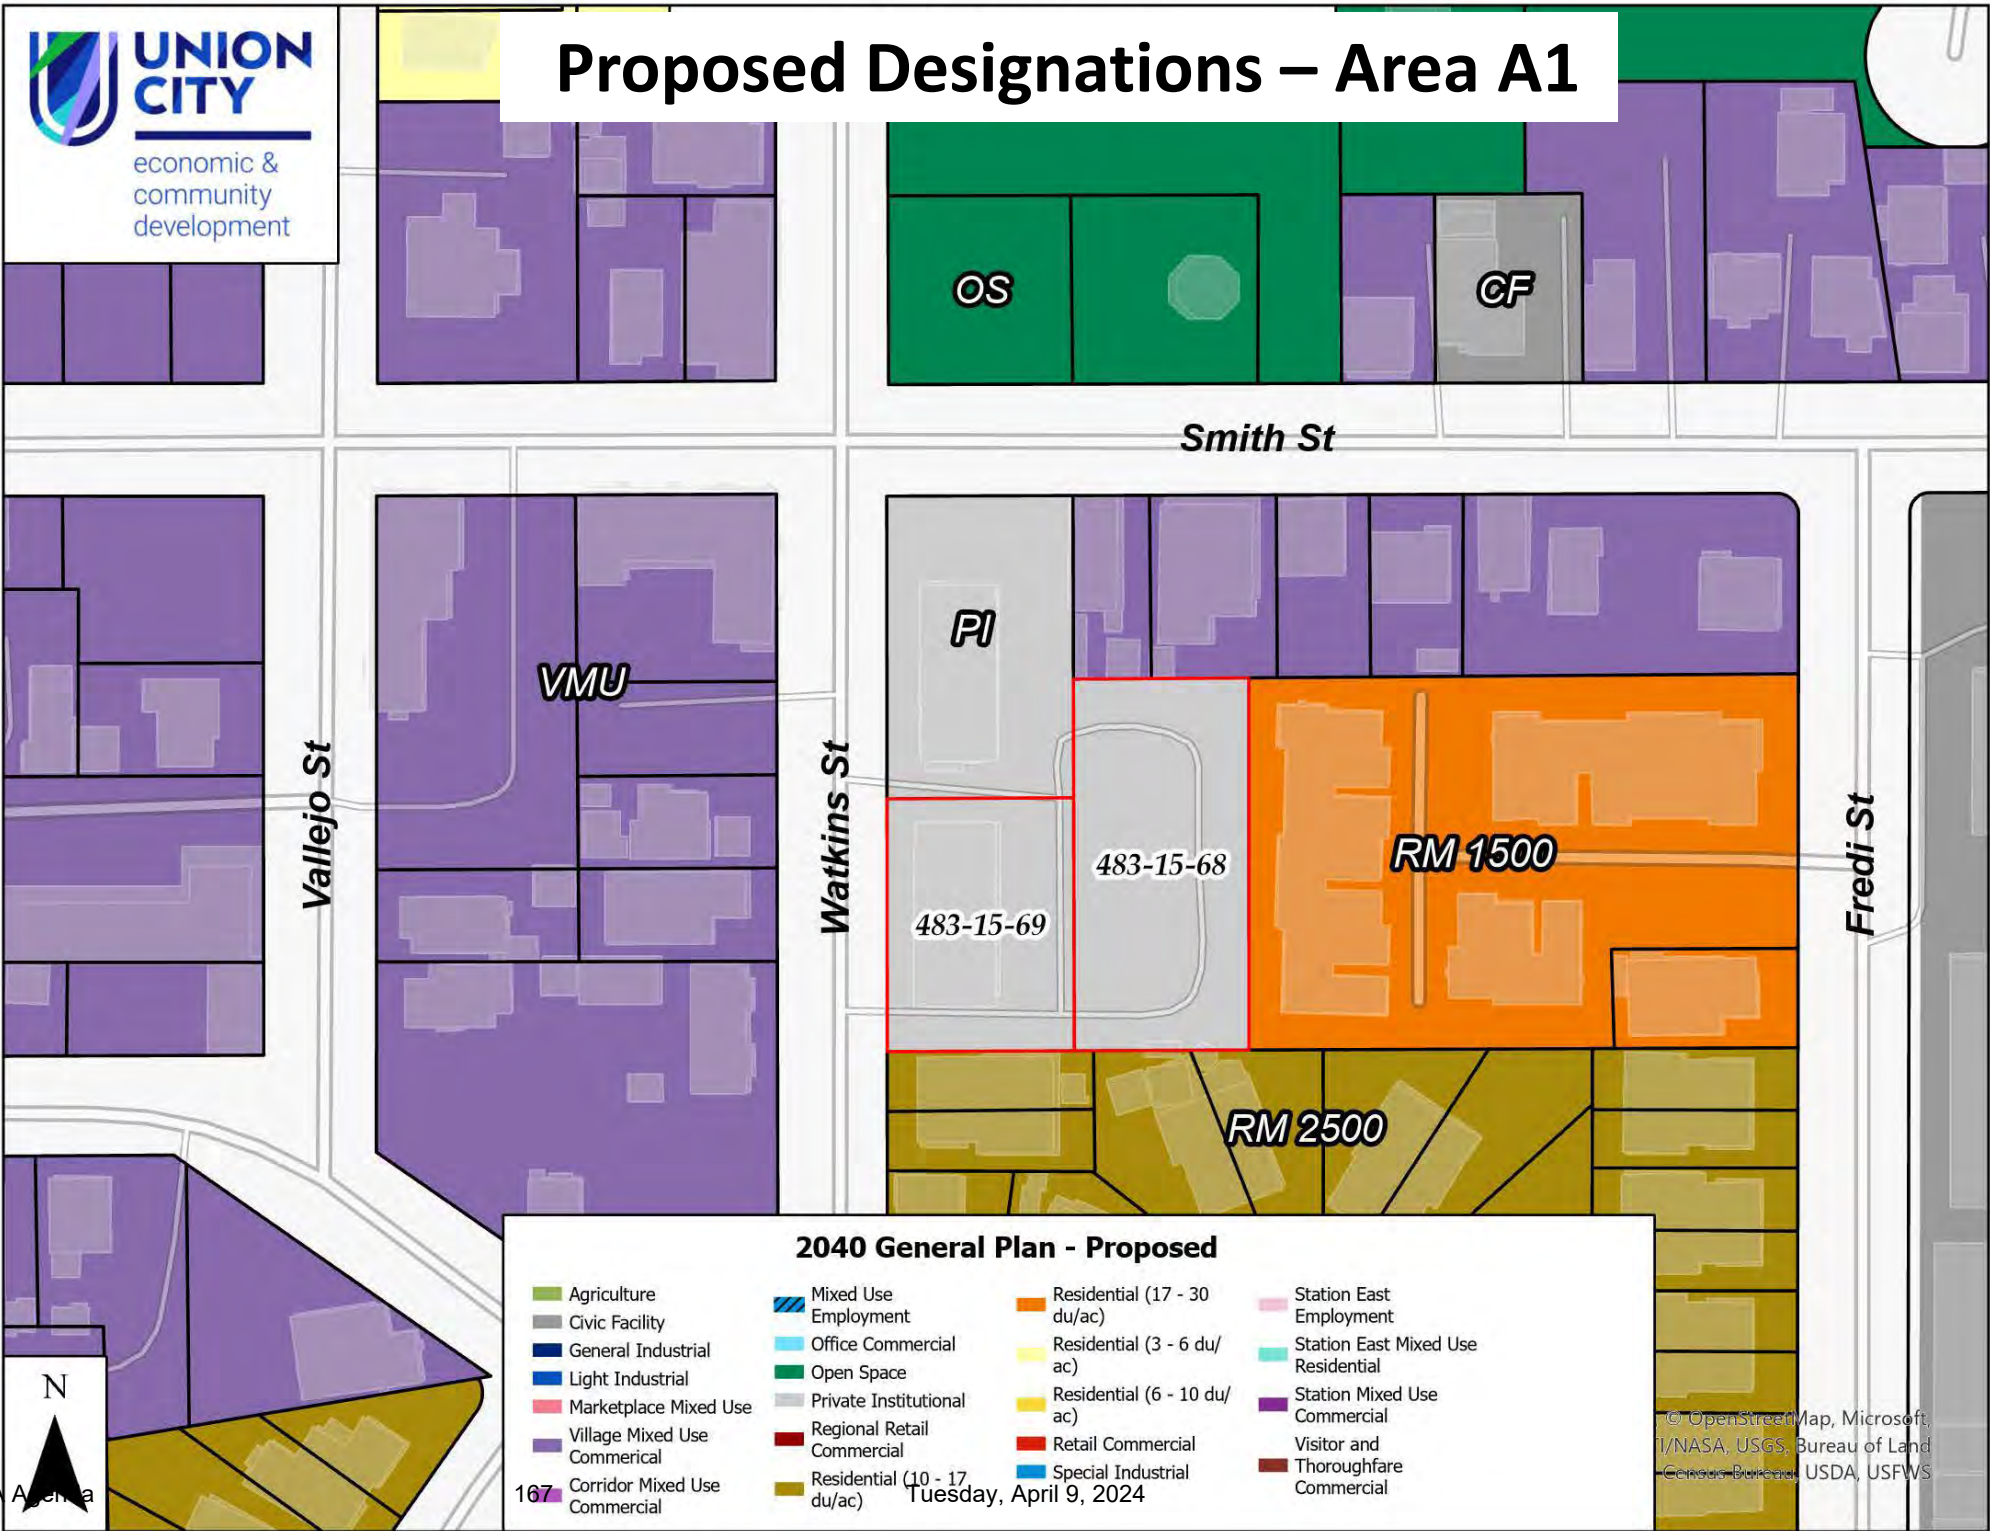 UNION
CITY
economic &
community
development
Proposed Designations – Area A1
OS
CF
Smith St
PI
VMU
Vallejo St
Watkins St
483-15-68
483-15-69
RM 1500
Fredi St
RM 2500
2040 General Plan - Proposed
Agriculture
Civic Facility
General Industrial
Light Industrial
Marketplace Mixed Use
Village Mixed Use
Commerical
Corridor Mixed Use
Commercial
Mixed Use
Employment
Office Commercial
Open Space
Private Institutional
Regional Retail
Commercial
Residential (10 - 17
du/ac)
Residential (17 - 30
du/ac)
Residential (3 - 6 du/
ac)
Residential (6 - 10 du/
ac)
Retail Commercial
Special Industrial
Station East
Employment
Station East Mixed Use
Residential
Station Mixed Use
Commercial
Visitor and
Thoroughfare
Commercial
N
© OpenStreetMap, Microsoft,
I/NASA, USGS, Bureau of Land
Census Bureau, USDA, USFWS
Agenda
167
Tuesday, April 9, 2024